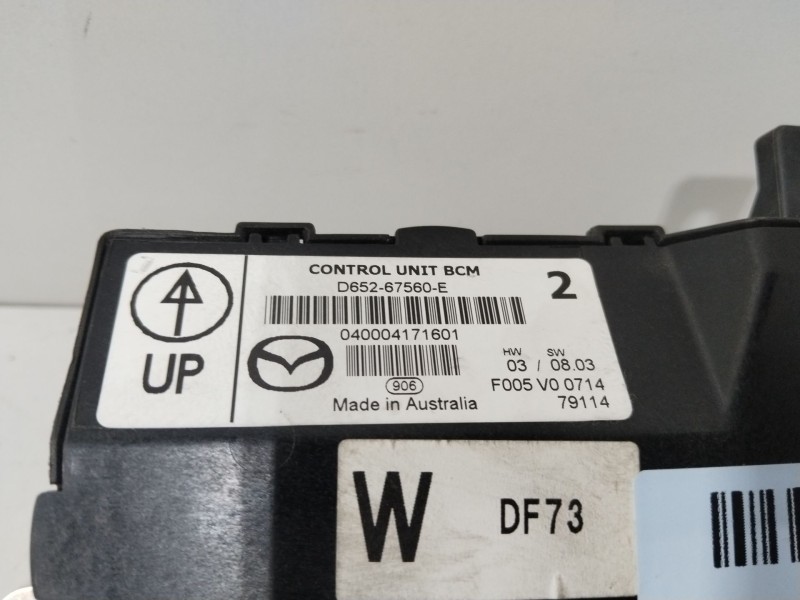 UP
CONTROL UNIT BCM
D652-67560-E
2
040004171601
HW SW
03 / 08.03
906
F005 V0 0714
Made in Australia
79114
W
DF73